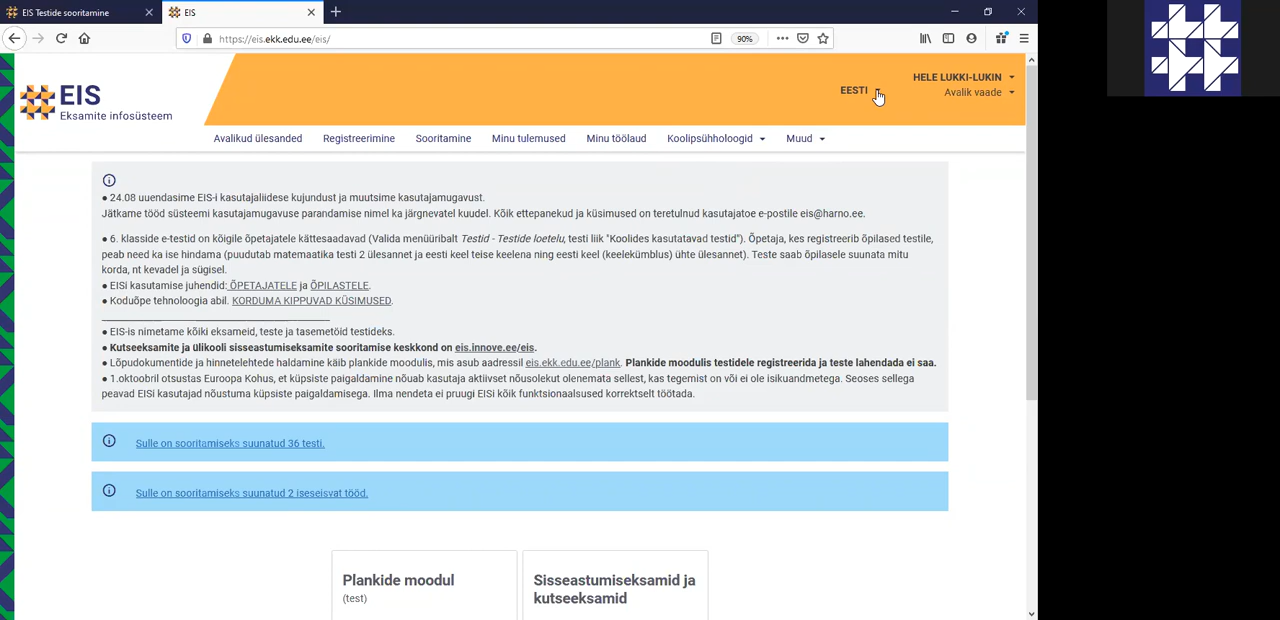 EIS Testide sooritamine
EIS
https://eis.ekk.edu.ee/eis/
90%
EIS
Eksamite infosüsteem
EESTI
HELE LUKKI-LUKIN
Avalik vaade
Avalikud ülesanded Registreerimine Sooritamine Minu tulemused Minu töölaud Koolipsühholoogid Muud
● 24.08 uuendasime EIS-i kasutajaliidese kujundust ja muutsime kasutajamugavust.
Jätkame tööd süsteemi kasutajamugavuse parandamise nimel ka järgnevatel kuudel. Kõik ettepanekud ja küsimused on teretulnud kasutajatoe e-postile eis@harno.ee.
● 6. klasside e-testid on kõigile õpetajatele kättesaadavad (Valida menüüribalt Testid - Testide loetelu, testi liik "Koolides kasutatavad testid"). Õpetaja, kes registreerib õpilased testile,
peab need ka ise hindama (puudutab matemaatika testi 2 ülesannet ja eesti keel teise keelena ning eesti keel (keelekümblus) ühte ülesannet). Teste saab õpilasele suunata mitu
korda, nt kevadel ja sügisel.
● EISi kasutamise juhendid: ÕPETAJATELE ja ÕPILASTELE.
● Koduõpe tehnoloogia abil. KORDUMA KIPPUVAD KÜSIMUSED.
● EIS-is nimetame kõiki eksameid, teste ja tasemetöid testideks.
● Kutseeksamite ja ülikooli sisseastumiseksamite sooritamise keskkond on eis.innove.ee/eis.
● Lõpudokumentide ja hinnetelehtede haldamine käib plankide moodulis, mis asub aadressil eis.ekk.edu.ee/plank. Plankide moodulis testidele registreerida ja teste lahendada ei saa.
● 1.oktoobril otsustas Euroopa Kohus, et küpsiste paigaldamine nõuab kasutaja aktiivset nõusolekut olenemata sellest, kas tegemist on või ei ole isikuandmetega. Seoses sellega
peavad EISi kasutajad nõustuma küpsiste paigaldamisega. Ilma nendeta ei pruugi EISi kõik funktsionaalsused korrektselt töötada.
Sulle on sooritamiseks suunatud 36 testi.
Sulle on sooritamiseks suunatud 2 iseseisvat tööd.
Plankide moodul
(test)
Sisseastumiseksamid ja
kutseeksamid